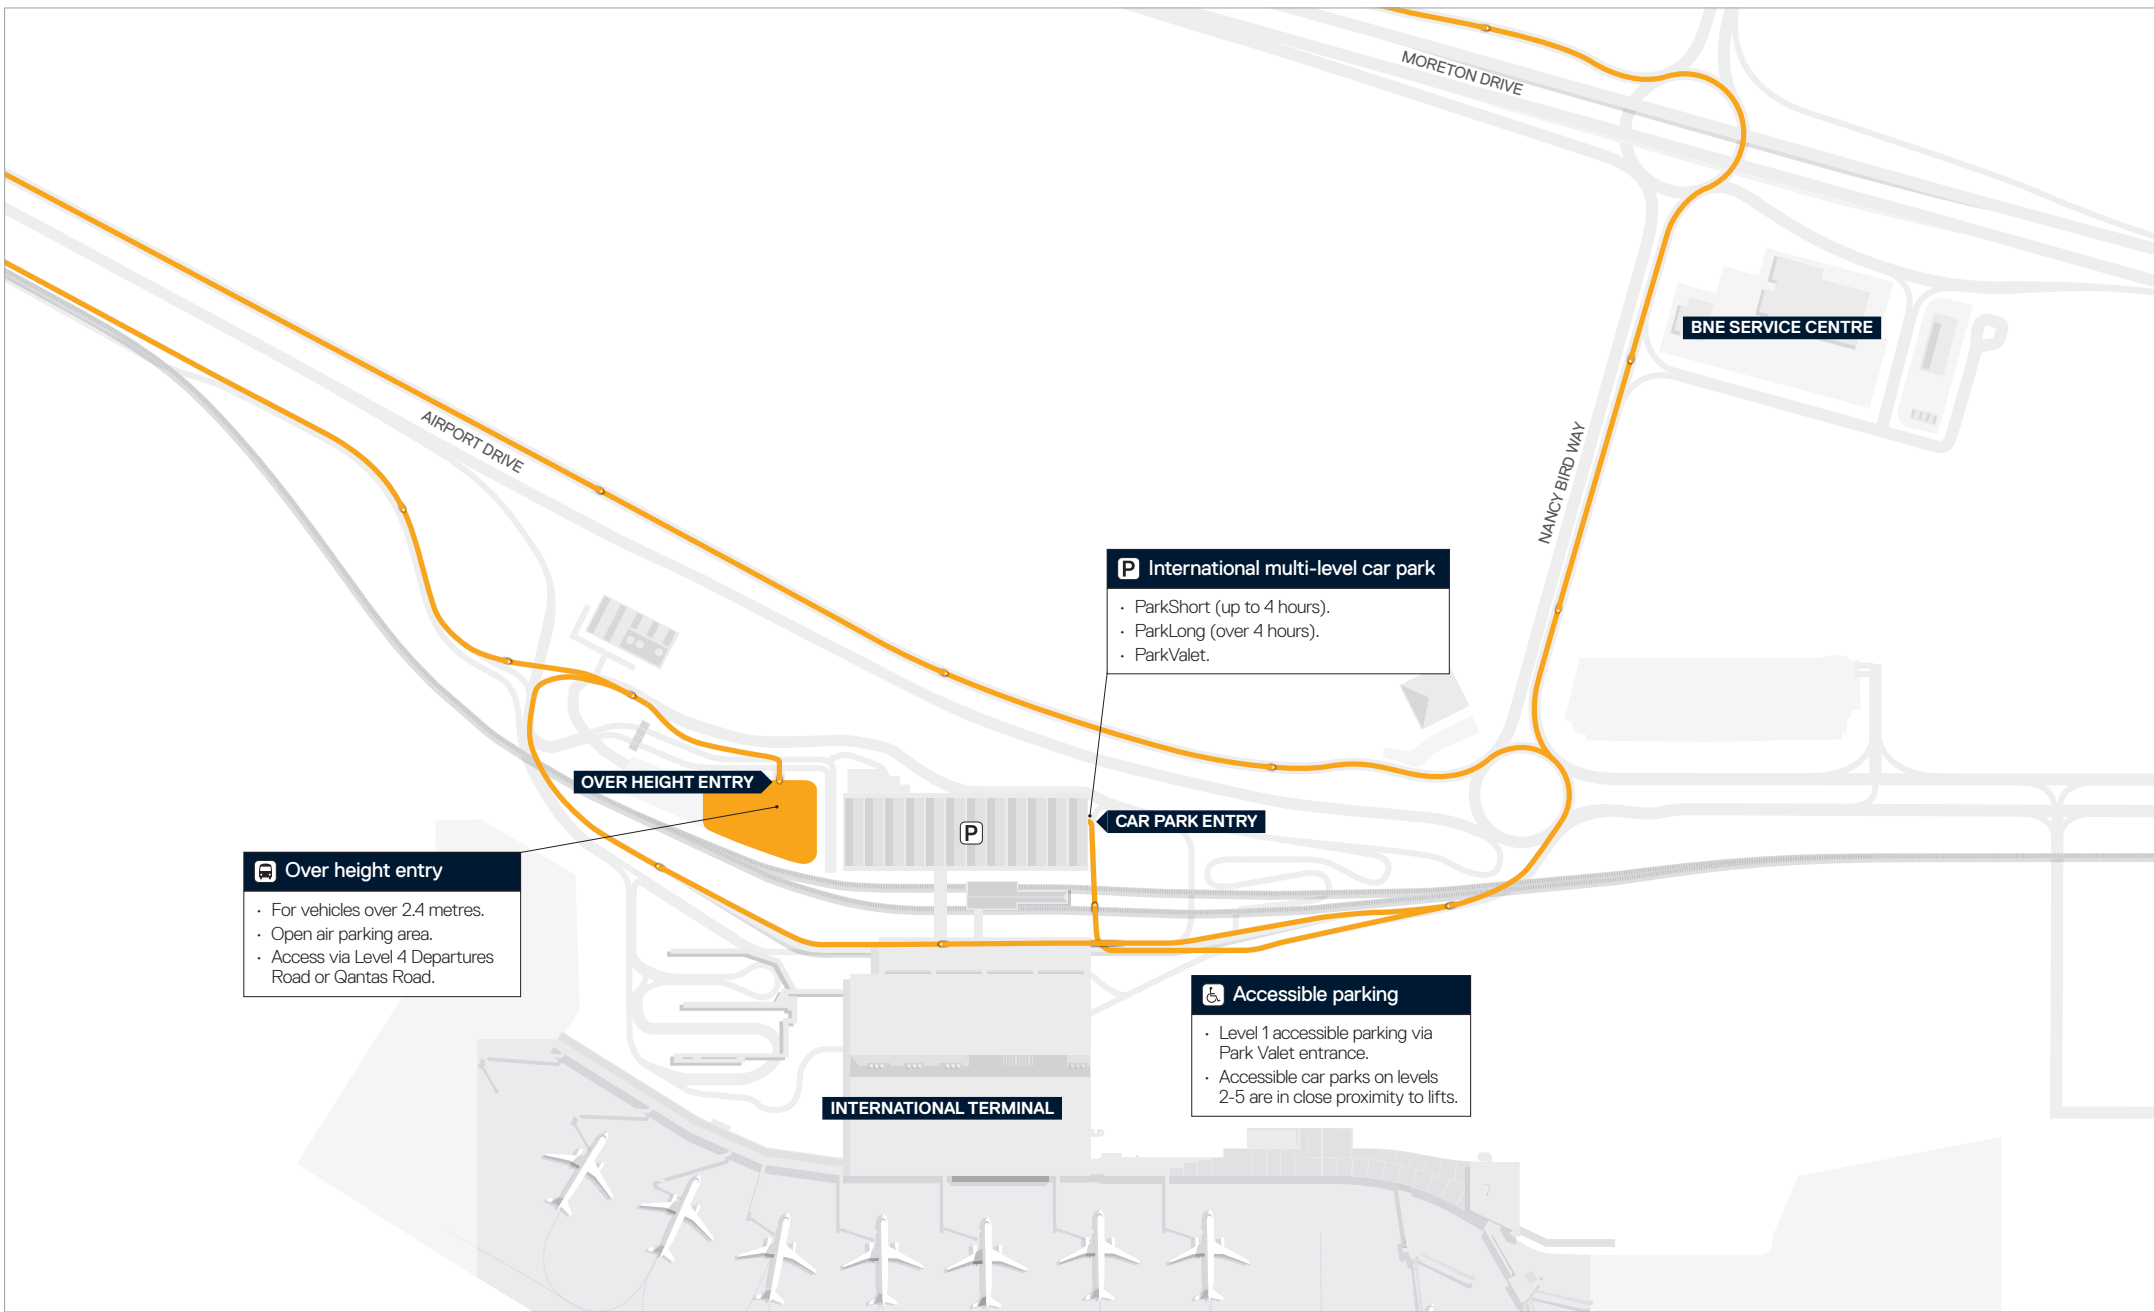 MORETON DRIVE
BNE SERVICE CENTRE
AIRPORT DRIVE
NANCY BIRD WAY
P International multi-level car park
· ParkShort (up to 4 hours).
· ParkLong (over 4 hours).
· ParkValet.
OVER HEIGHT ENTRY
CAR PARK ENTRY
P
Over height entry
· For vehicles over 2.4 metres.
· Open air parking area.
· Access via Level 4 Departures
Road or Qantas Road.
Accessible parking
· Level 1 accessible parking via
Park Valet entrance.
· Accessible car parks on levels
2-5 are in close proximity to lifts.
INTERNATIONAL TERMINAL